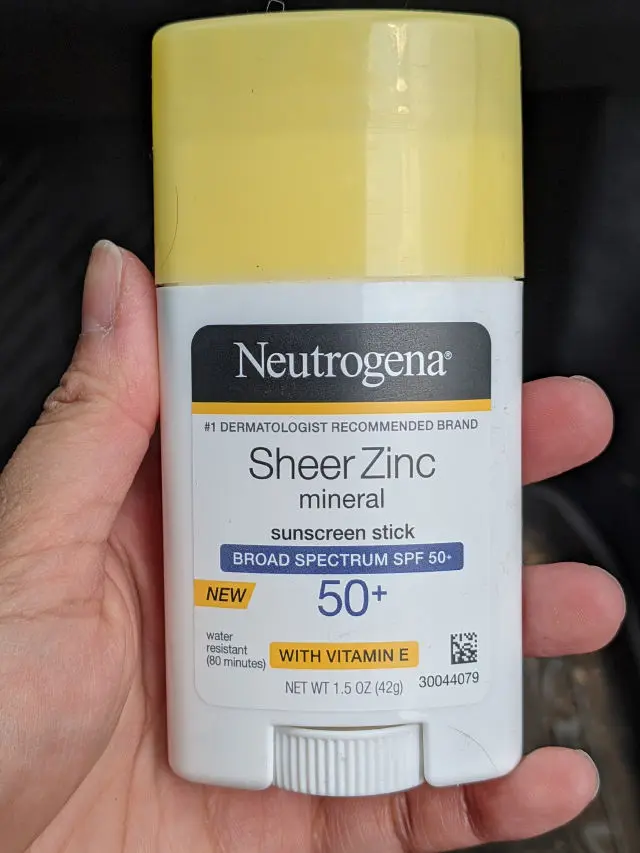 Neutrogena®
#1 DERMATOLOGIST RECOMMENDED BRAND
Sheer Zinc
mineral
sunscreen stick
BROAD SPECTRUM SPF 50+
NEW
50+
water
resistant
(80 minutes)
WITH VITAMIN E
NET WT 1.5 OZ (42g)
30044079